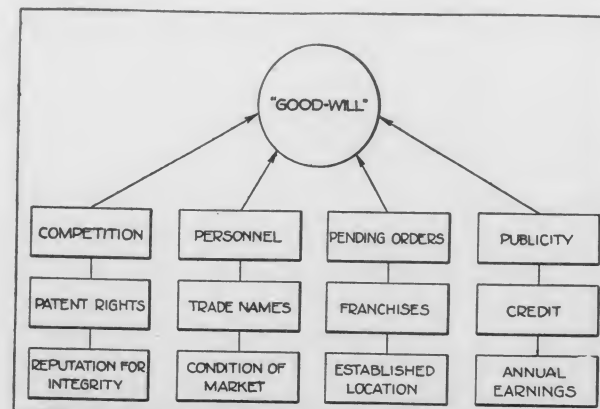 "GOOD-WILL"
COMPETITION
PERSONNEL
PENDING ORDERS
PUBLICITY
PATENT RIGHTS
TRADE NAMES
FRANCHISES
CREDIT
REPUTATION FOR
INTEGRITY
CONDITION OF
MARKET
ESTABLISHED
LOCATION
ANNUAL
EARNINGS